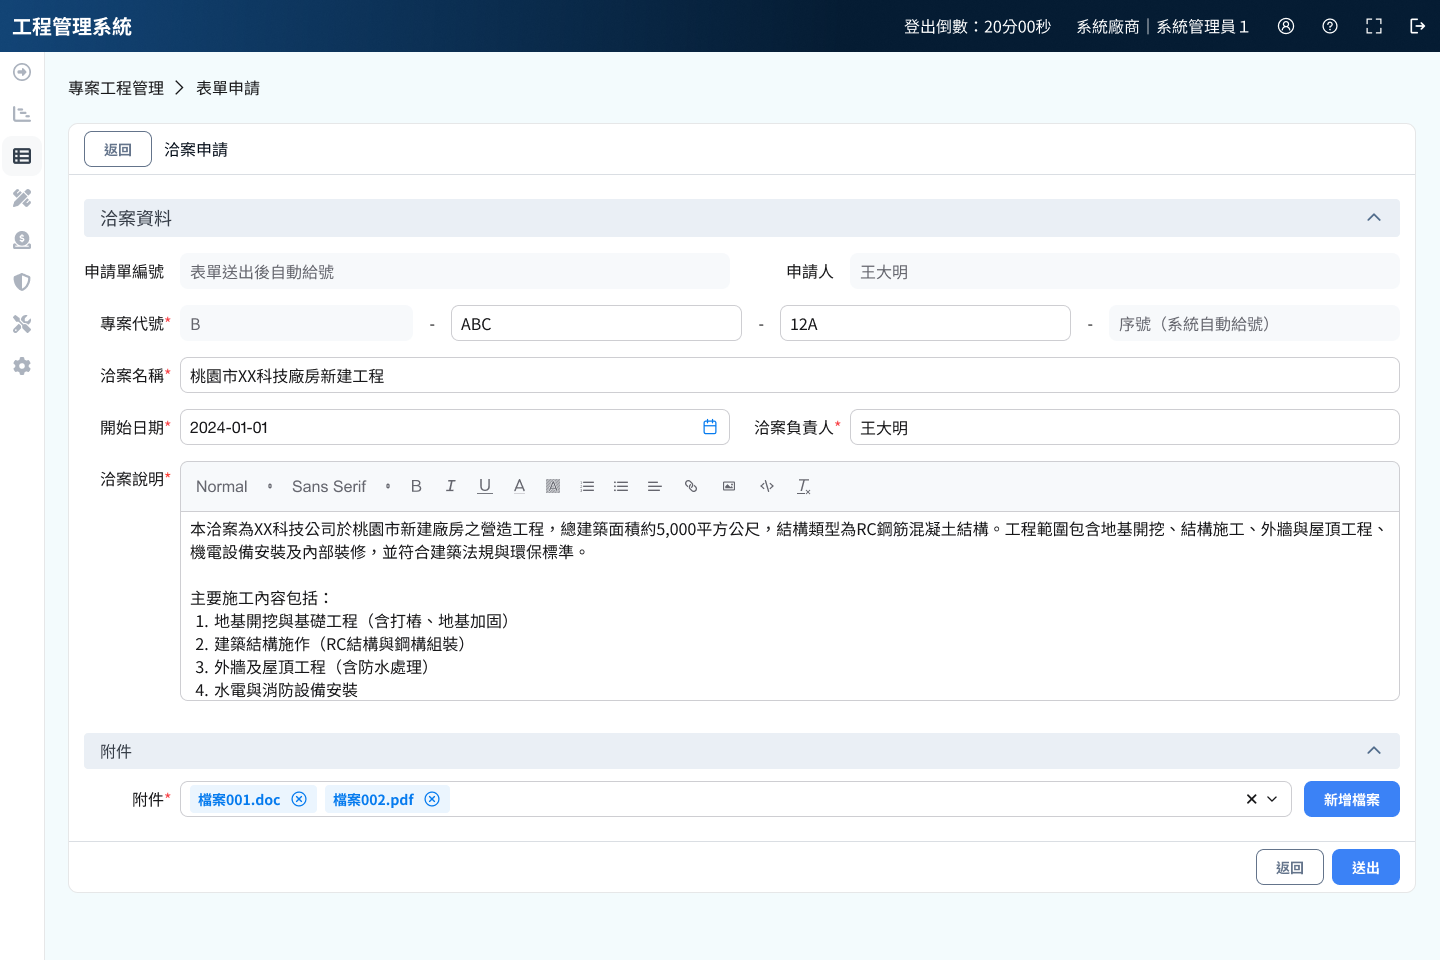 工程管理系統
登出倒數：20分00秒 系統廠商｜系統管理員１
專案工程管理 表單申請
返回 洽案申請
洽案資料
申請單編號 表單送出後自動給號 申請人 王大明
專案代號* B - ABC - 12A - 序號（系統自動給號）
洽案名稱* 桃園市XX科技廠房新建工程
開始日期* 2024-01-01 洽案負責人* 王大明
洽案說明* Normal Sans Serif B I U A A
本洽案為XX科技公司於桃園市新建廠房之營造工程，總建築面積約5,000平方公尺，結構類型為RC鋼筋混凝土結構。工程範圍包含地基開挖、結構施工、外牆與屋頂工程、
機電設備安裝及內部裝修，並符合建築法規與環保標準。
主要施工內容包括：
1. 地基開挖與基礎工程（含打樁、地基加固）
2. 建築結構施作（RC結構與鋼構組裝）
3. 外牆及屋頂工程（含防水處理）
4. 水電與消防設備安裝
附件
附件* 檔案001.doc 檔案002.pdf 新增檔案
返回 送出